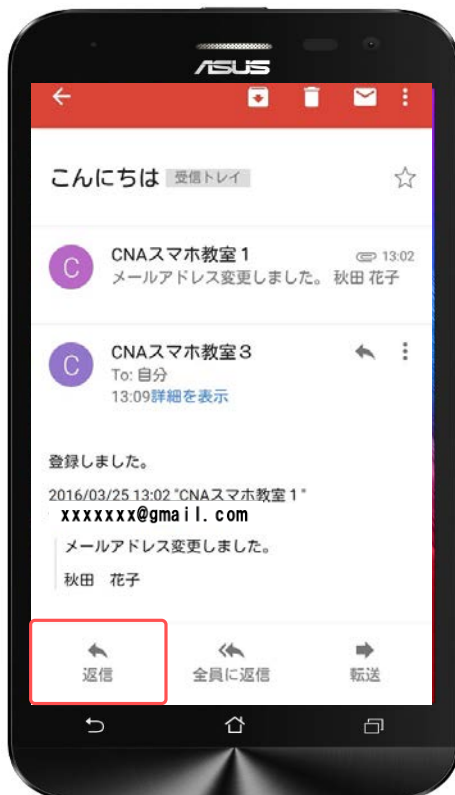 ASUS
こんにちは 受信トレイ
C
CNAスマホ教室1 13:02
メールアドレス変更しました。 秋田 花子
C
CNAスマホ教室3
To: 自分
13:09詳細を表示
登録しました。
2016/03/25 13:02 "CNAスマホ教室1"
xxxxxxx@gmail.com
メールアドレス変更しました。
秋田 花子
返信 全員に返信 転送